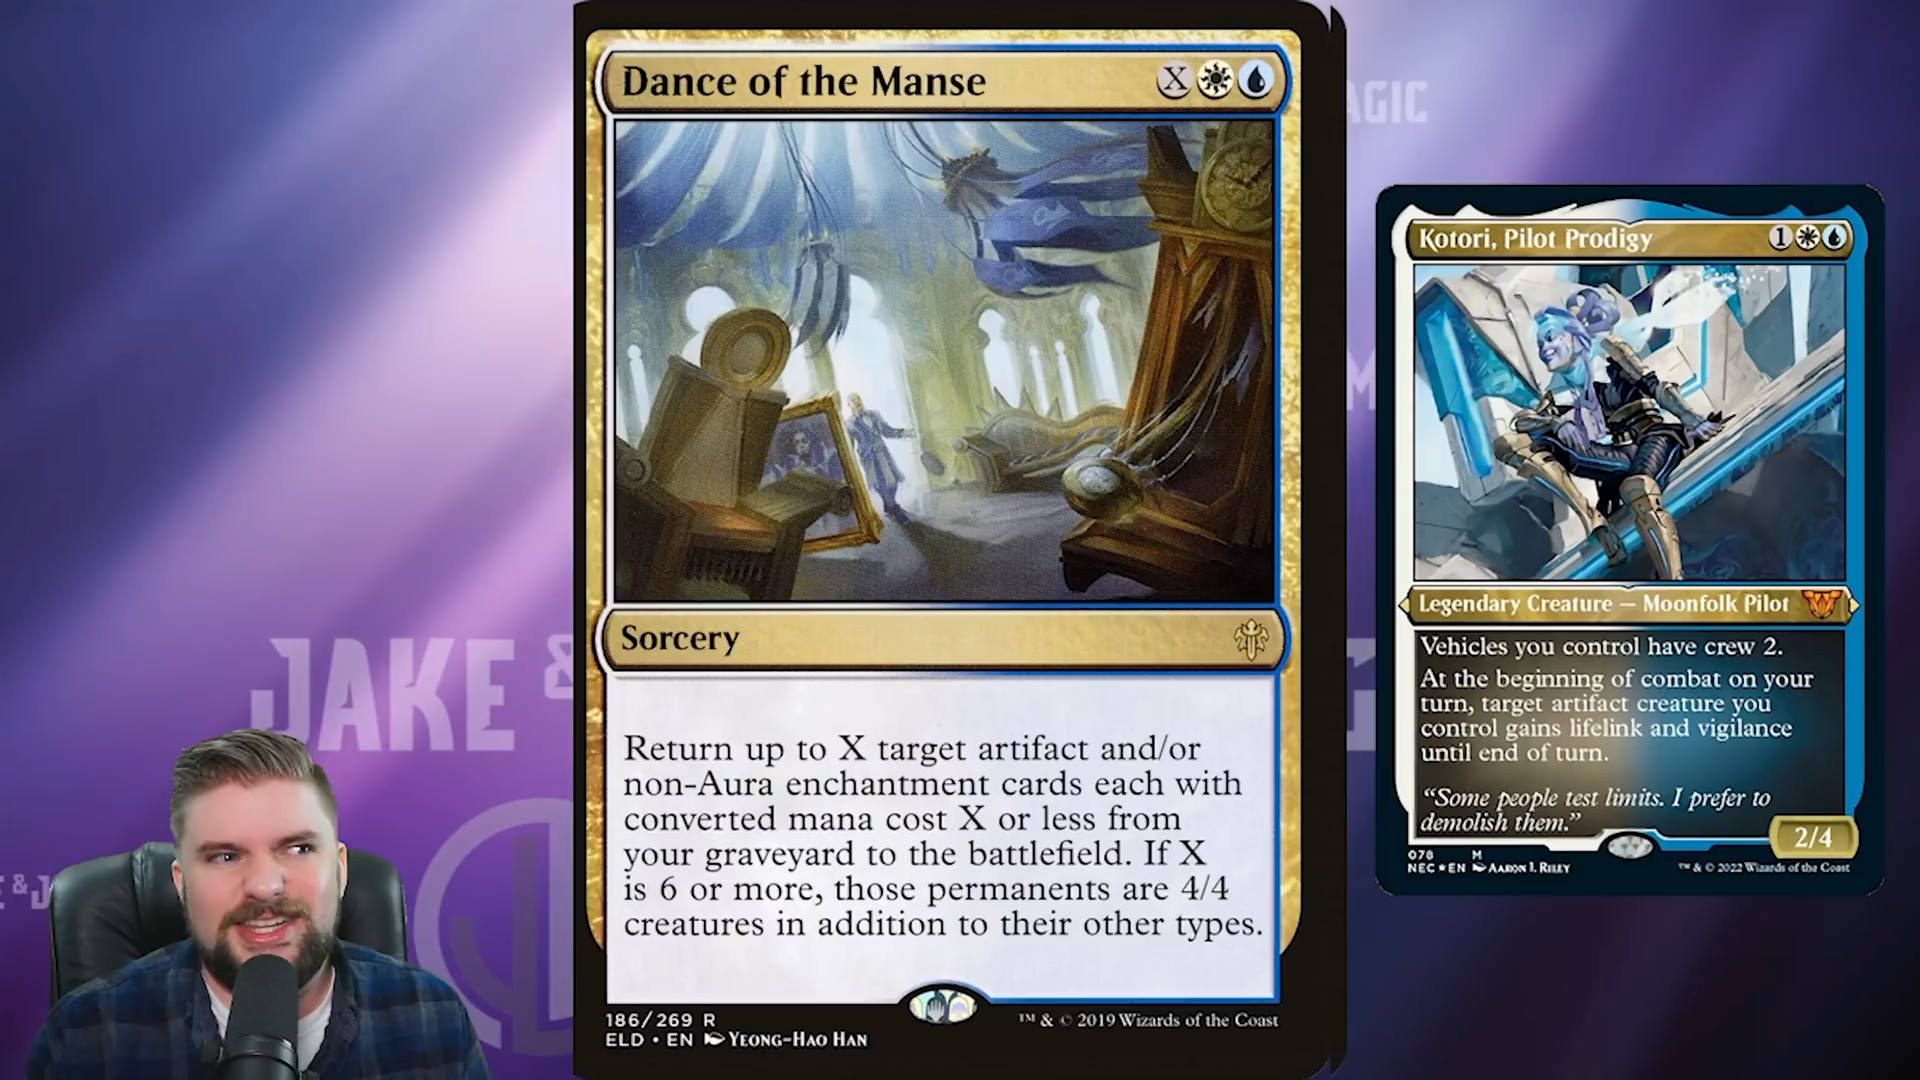 Dance of the Manse
X
Sorcery
Return up to X target artifact and/or
non-Aura enchantment cards each with
converted mana cost X or less from
your graveyard to the battlefield. If X
is 6 or more, those permanents are 4/4
creatures in addition to their other types.
186/269 R
ELD • EN YEONG-HAO HAN
™ & © 2019 Wizards of the Coast
Kotori, Pilot Prodigy
1
Legendary Creature — Moonfolk Pilot
Vehicles you control have crew 2.
At the beginning of combat on your
turn, target artifact creature you
control gains lifelink and vigilance
until end of turn.
“Some people test limits. I prefer to
demolish them.”
2/4
078 M
NEC ★ EN AARON J. RILEY
™ & © 2022 Wizards of the Coast
AGIC
JAKE &